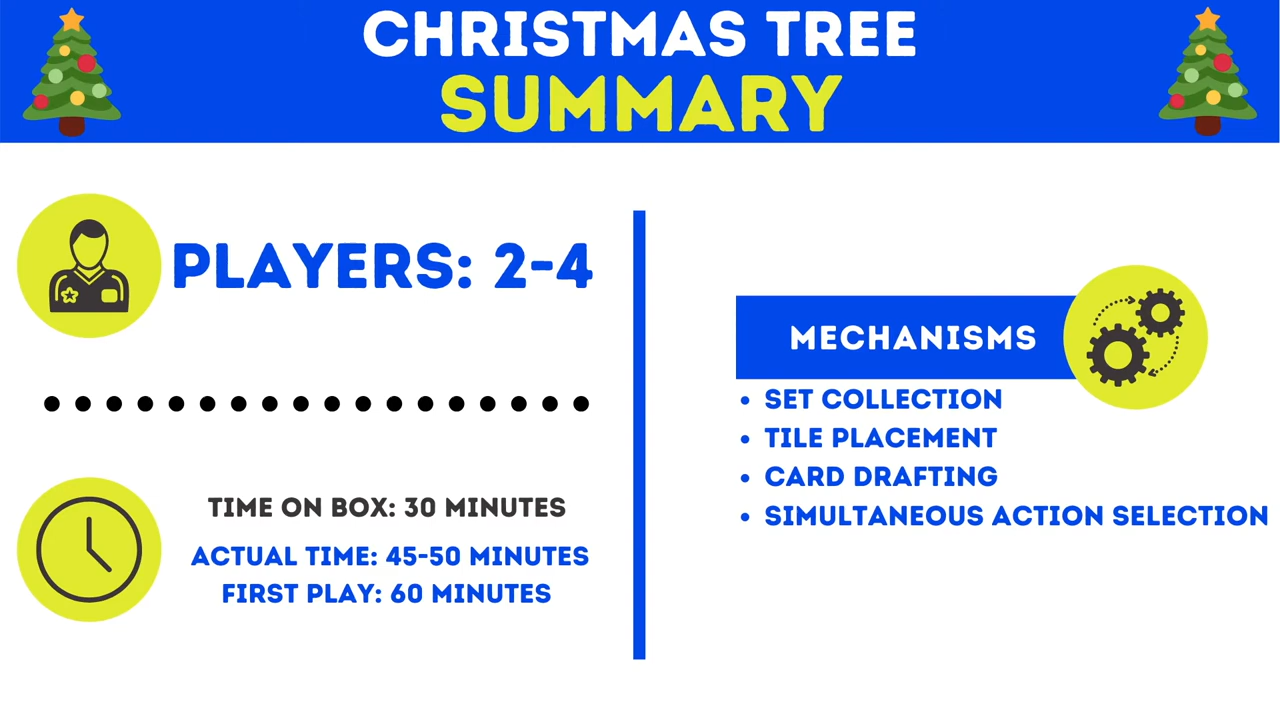 CHRISTMAS TREE
SUMMARY
PLAYERS: 2-4
TIME ON BOX: 30 MINUTES
ACTUAL TIME: 45-50 MINUTES
FIRST PLAY: 60 MINUTES
MECHANISMS
• SET COLLECTION
• TILE PLACEMENT
• CARD DRAFTING
• SIMULTANEOUS ACTION SELECTION